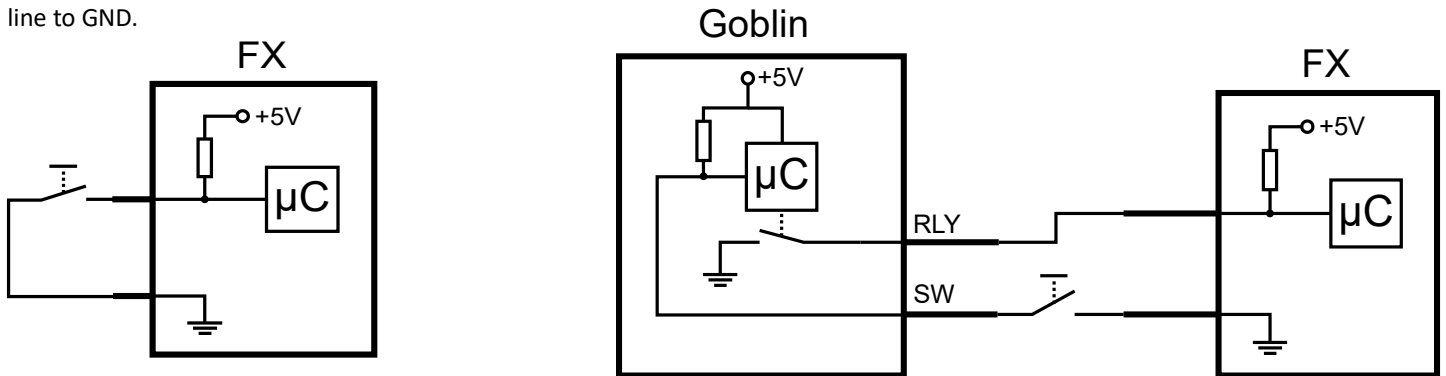 line to GND.
FX
+5V
µC
Goblin
+5V
µC
RLY
SW
FX
+5V
µC